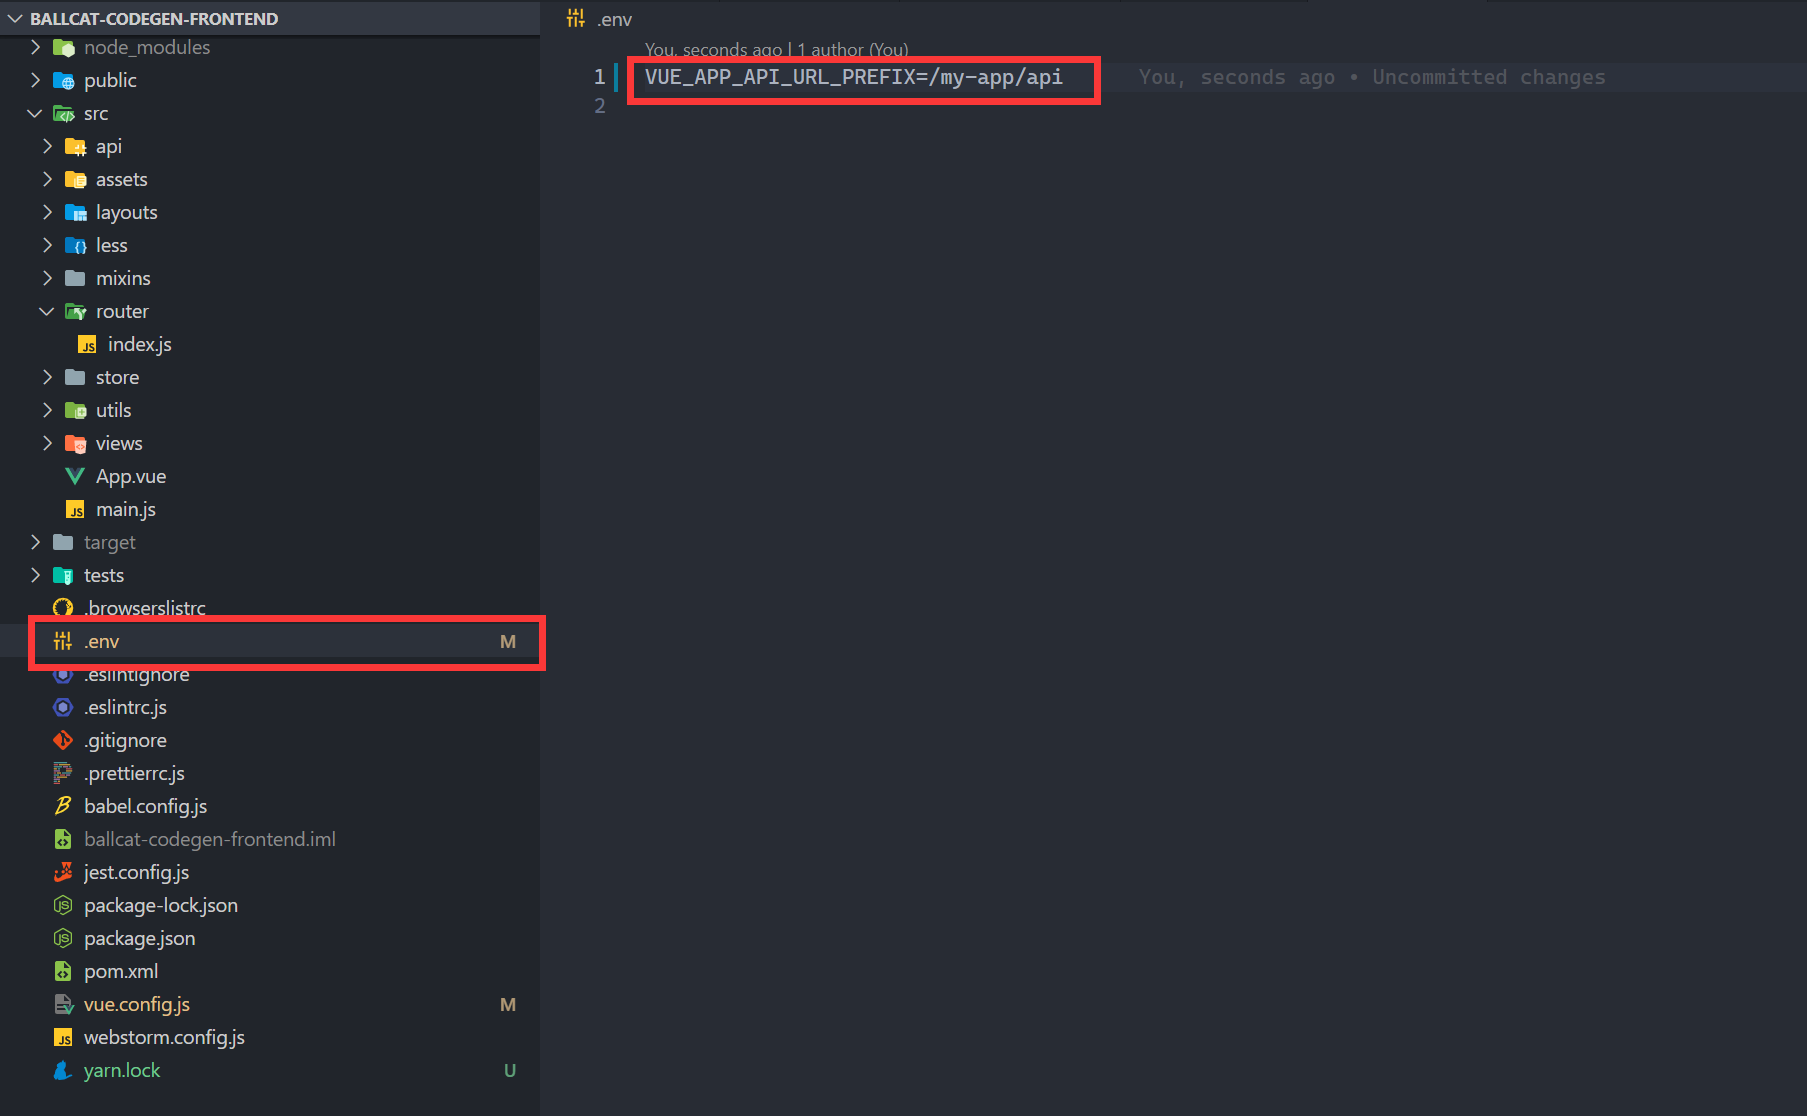 BALLCAT-CODEGEN-FRONTEND
node_modules
public
src
api
assets
layouts
less
mixins
router
index.js
store
utils
views
App.vue
main.js
target
tests
.browserslistrc
.env M
.eslintignore
.eslintrc.js
.gitignore
.prettierrc.js
babel.config.js
ballcat-codegen-frontend.iml
jest.config.js
package-lock.json
package.json
pom.xml
vue.config.js M
webstorm.config.js
yarn.lock U
.env
You, seconds ago | 1 author (You)
1 VUE_APP_API_URL_PREFIX=/my-app/api You, seconds ago • Uncommitted changes
2